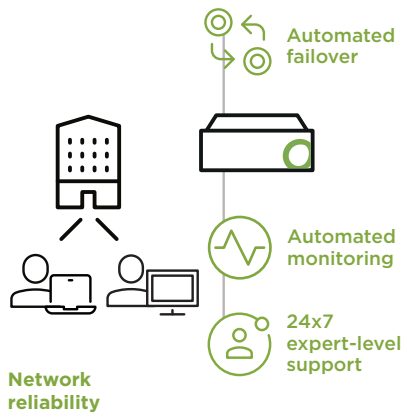 Automated
failover
Automated
monitoring
24x7
expert-level
support
Network
reliability